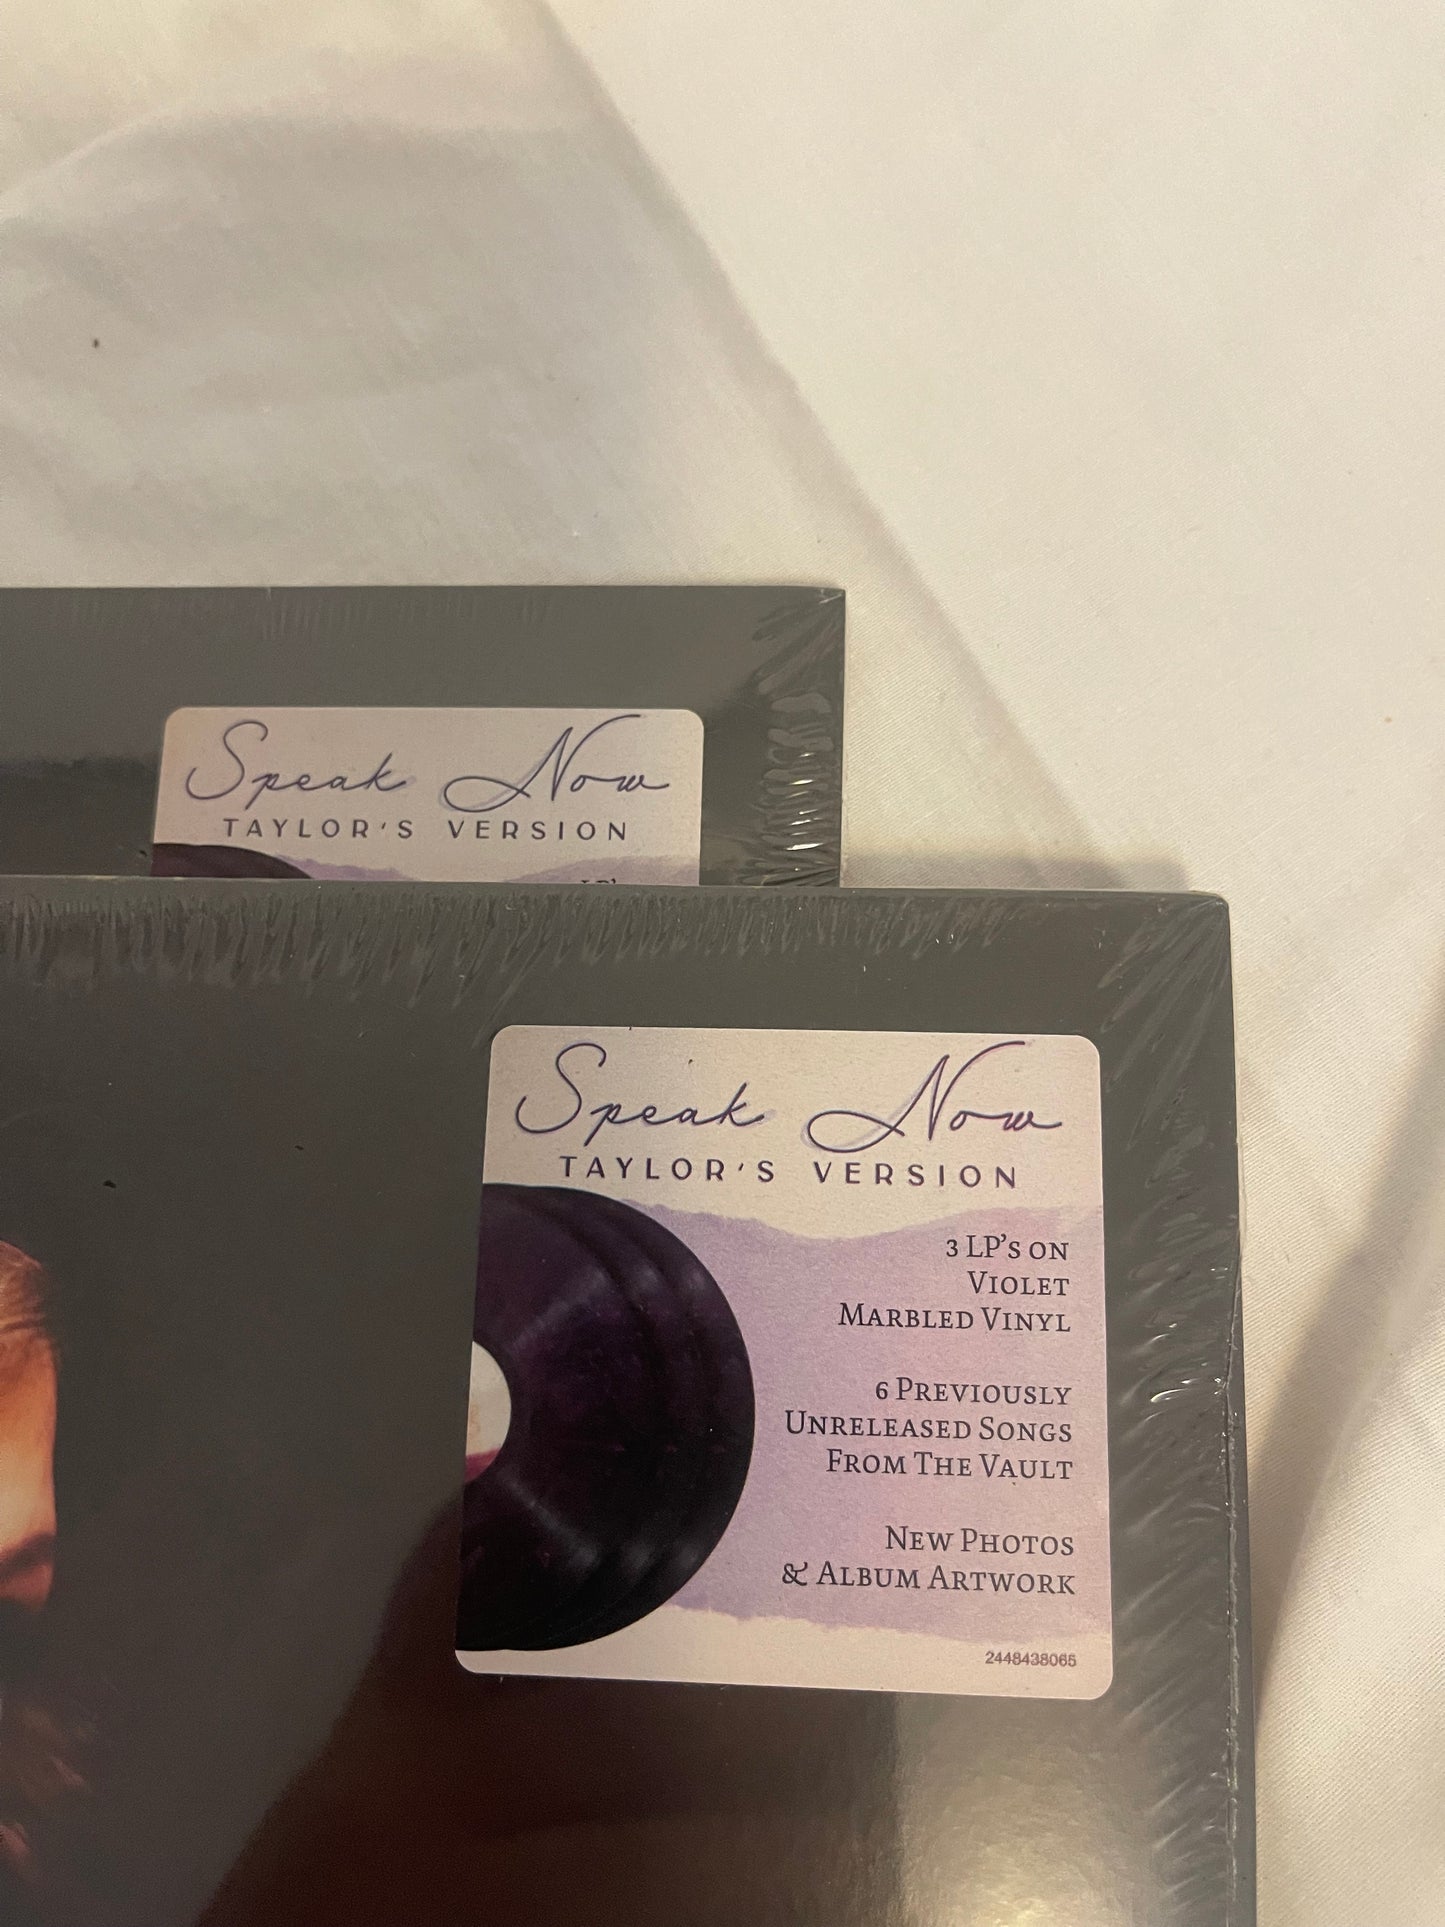 Speak Now
TAYLOR'S VERSION
LP's
Speak Now
TAYLOR'S VERSION
3 LP's ON
VIOLET
MARBLED VINYL
6 PREVIOUSLY
UNRELEASED SONGS
FROM THE VAULT
NEW PHOTOS
& ALBUM ARTWORK
2448438065